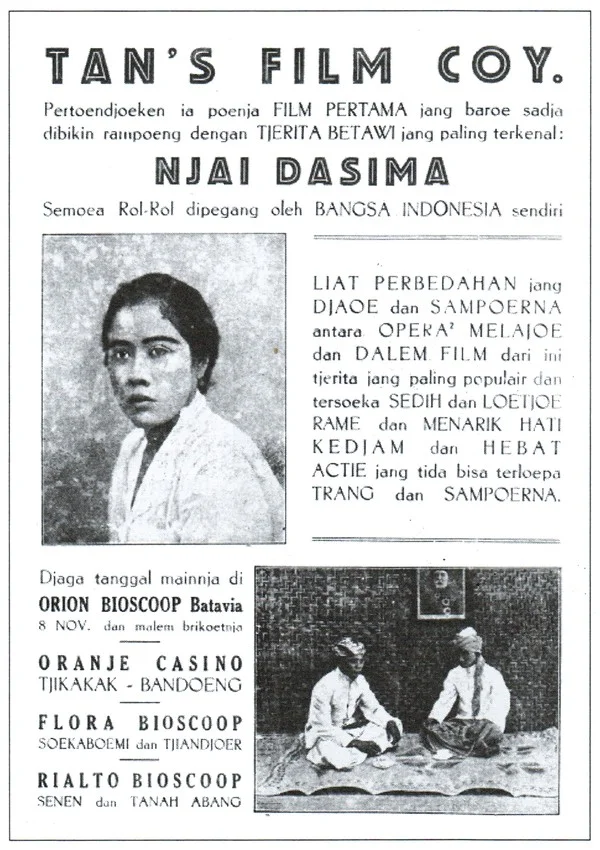 TAN'S FILM COY.
Pertoendjoeken ia poenja FILM PERTAMA jang baroe sadja
dibikin rampoeng dengan TJERITA BETAWI jang paling terkenal:
NJAI DASIMA
Semoea Rol-Rol dipegang oleh BANGSA INDONESIA sendiri
LIAT PERBEDAHAN jang
DJAOE dan SAMPOERNA
antara OPERA² MELAJOE
dan DALEM FILM dari ini
tjerita jang paling populair dan
tersoeka SEDIH dan LOETJOE
RAME dan MENARIK HATI
KEDJAM dan HEBAT
ACTIE jang tida bisa terloepa
TRANG dan SAMPOERNA.
Djaga tanggal mainnja di
ORION BIOSCOOP Batavia
8 NOV. dan malem brikoetnja
ORANJE CASINO
TJIKAKAK - BANDOENG
FLORA BIOSCOOP
SOEKABOEMI dan TJIANDJOER
RIALTO BIOSCOOP
SENEN dan TANAH ABANG